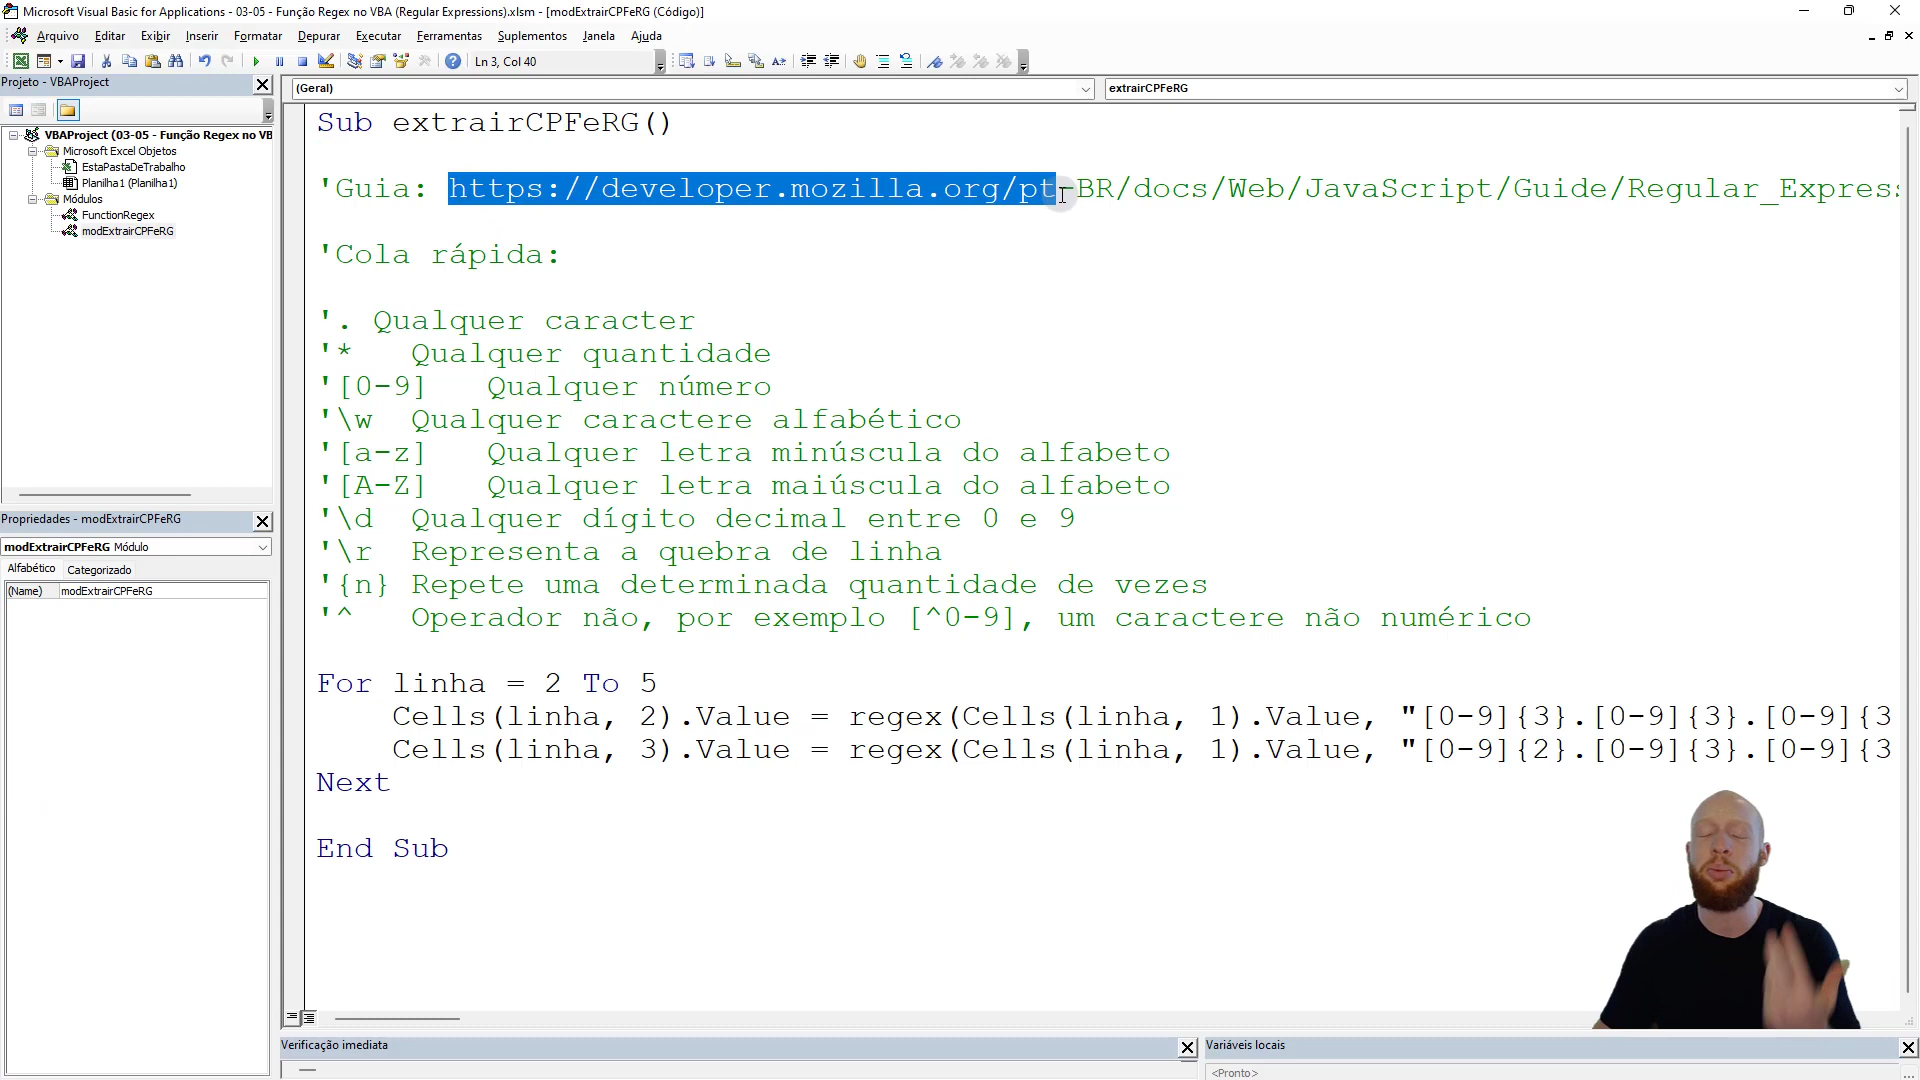 Microsoft Visual Basic for Applications - 03-05 - Função Regex no VBA (Regular Expressions).xlsm - [modExtrairCPFeRG (Código)]
Arquivo Editar Exibir Inserir Formatar Depurar Executar Ferramentas Suplementos Janela Ajuda
Ln 3, Col 40
Projeto - VBAProject
VBAProject (03-05 - Função Regex no VB
Microsoft Excel Objetos
EstaPastaDeTrabalho
Planilha1 (Planilha1)
Módulos
FunctionRegex
modExtrairCPFeRG
Propriedades - modExtrairCPFeRG
modExtrairCPFeRG Módulo
Alfabético Categorizado
(Name) modExtrairCPFeRG
(Geral) extrairCPFeRG
Sub extrairCPFeRG()
'Guia: https://developer.mozilla.org/pt-BR/docs/Web/JavaScript/Guide/Regular_Express
'Cola rápida:
'. Qualquer caracter
'* Qualquer quantidade
'[0-9] Qualquer número
'\w Qualquer caractere alfabético
'[a-z] Qualquer letra minúscula do alfabeto
'[A-Z] Qualquer letra maiúscula do alfabeto
'\d Qualquer dígito decimal entre 0 e 9
'\r Representa a quebra de linha
'{n} Repete uma determinada quantidade de vezes
'^ Operador não, por exemplo [^0-9], um caractere não numérico
For linha = 2 To 5
Cells(linha, 2).Value = regex(Cells(linha, 1).Value, "[0-9]{3}.[0-9]{3}.[0-9]{3
Cells(linha, 3).Value = regex(Cells(linha, 1).Value, "[0-9]{2}.[0-9]{3}.[0-9]{3
Next
End Sub
Verificação imediata
Variáveis locais
<Pronto>